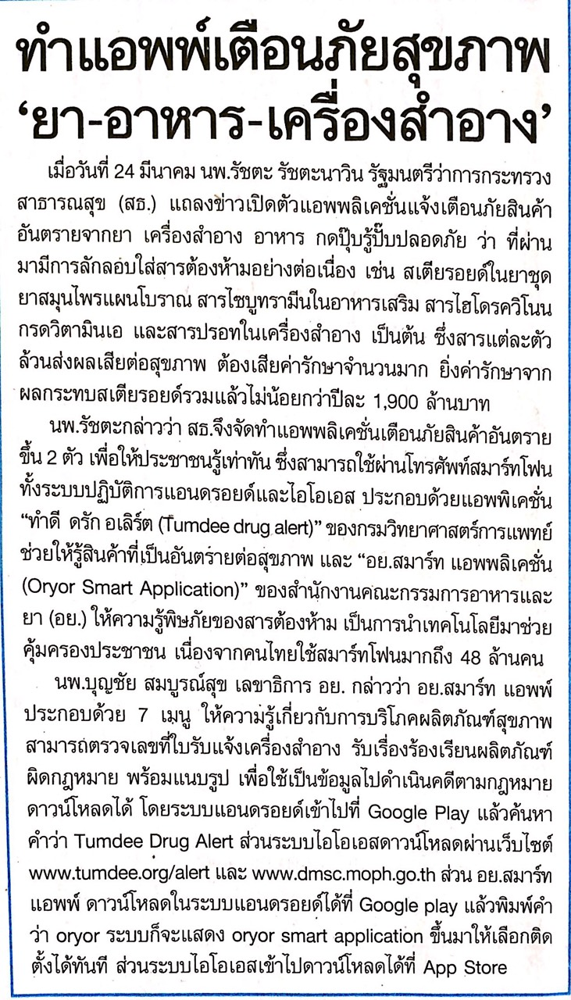 ทำแอพพ์เตือนภัยสุขภาพ
‘ยา-อาหาร-เครื่องสำอาง’
เมื่อวันที่ 24 มีนาคม นพ.รัชตะ รัชตะนาวิน รัฐมนตรีว่าการกระทรวง
สาธารณสุข (สธ.) แถลงข่าวเปิดตัวแอพพลิเคชั่นแจ้งเตือนภัยสินค้า
อันตรายจากยา เครื่องสำอาง อาหาร กดปุ๊บรู้ปั๊บปลอดภัย ว่า ที่ผ่าน
มามีการลักลอบใส่สารต้องห้ามอย่างต่อเนื่อง เช่น สเตียรอยด์ในยาชุด
ยาสมุนไพรแผนโบราณ สารไซบูทรามีนในอาหารเสริม สารไฮโดรควิโนน
กรดวิตามินเอ และสารปรอทในเครื่องสำอาง เป็นต้น ซึ่งสารแต่ละตัว
ล้วนส่งผลเสียต่อสุขภาพ ต้องเสียค่ารักษาจำนวนมาก ยิ่งค่ารักษาจาก
ผลกระทบสเตียรอยด์รวมแล้วไม่น้อยกว่าปีละ 1,900 ล้านบาท
นพ.รัชตะกล่าวว่า สธ.จึงจัดทำแอพพลิเคชั่นเตือนภัยสินค้าอันตราย
ขึ้น 2 ตัว เพื่อให้ประชาชนรู้เท่าทัน ซึ่งสามารถใช้ผ่านโทรศัพท์สมาร์ทโฟน
ทั้งระบบปฏิบัติการแอนดรอยด์และไอโอเอส ประกอบด้วยแอพพิเคชั่น
“ทำดี ดรัก อเลิร์ต (Tumdee drug alert)” ของกรมวิทยาศาสตร์การแพทย์
ช่วยให้รู้สินค้าที่เป็นอันตรายต่อสุขภาพ และ “อย.สมาร์ท แอพพลิเคชั่น
(Oryor Smart Application)” ของสำนักงานคณะกรรมการอาหารและ
ยา (อย.) ให้ความรู้พิษภัยของสารต้องห้าม เป็นการนำเทคโนโลยีมาช่วย
คุ้มครองประชาชน เนื่องจากคนไทยใช้สมาร์ทโฟนมากถึง 48 ล้านคน
นพ.บุญชัย สมบูรณ์สุข เลขาธิการ อย. กล่าวว่า อย.สมาร์ท แอพพ์
ประกอบด้วย 7 เมนู ให้ความรู้เกี่ยวกับการบริโภคผลิตภัณฑ์สุขภาพ
สามารถตรวจเลขที่ใบรับแจ้งเครื่องสำอาง รับเรื่องร้องเรียนผลิตภัณฑ์
ผิดกฎหมาย พร้อมแนบรูป เพื่อใช้เป็นข้อมูลไปดำเนินคดีตามกฎหมาย
ดาวน์โหลดได้ โดยระบบแอนดรอยด์เข้าไปที่ Google Play แล้วค้นหา
คำว่า Tumdee Drug Alert ส่วนระบบไอโอเอสดาวน์โหลดผ่านเว็บไซต์
www.tumdee.org/alert และ www.dmsc.moph.go.th ส่วน อย.สมาร์ท
แอพพ์ ดาวน์โหลดในระบบแอนดรอยด์ได้ที่ Google play แล้วพิมพ์คำ
ว่า oryor ระบบก็จะแสดง oryor smart application ขึ้นมาให้เลือกติด
ตั้งได้ทันที ส่วนระบบไอโอเอสเข้าไปดาวน์โหลดได้ที่ App Store